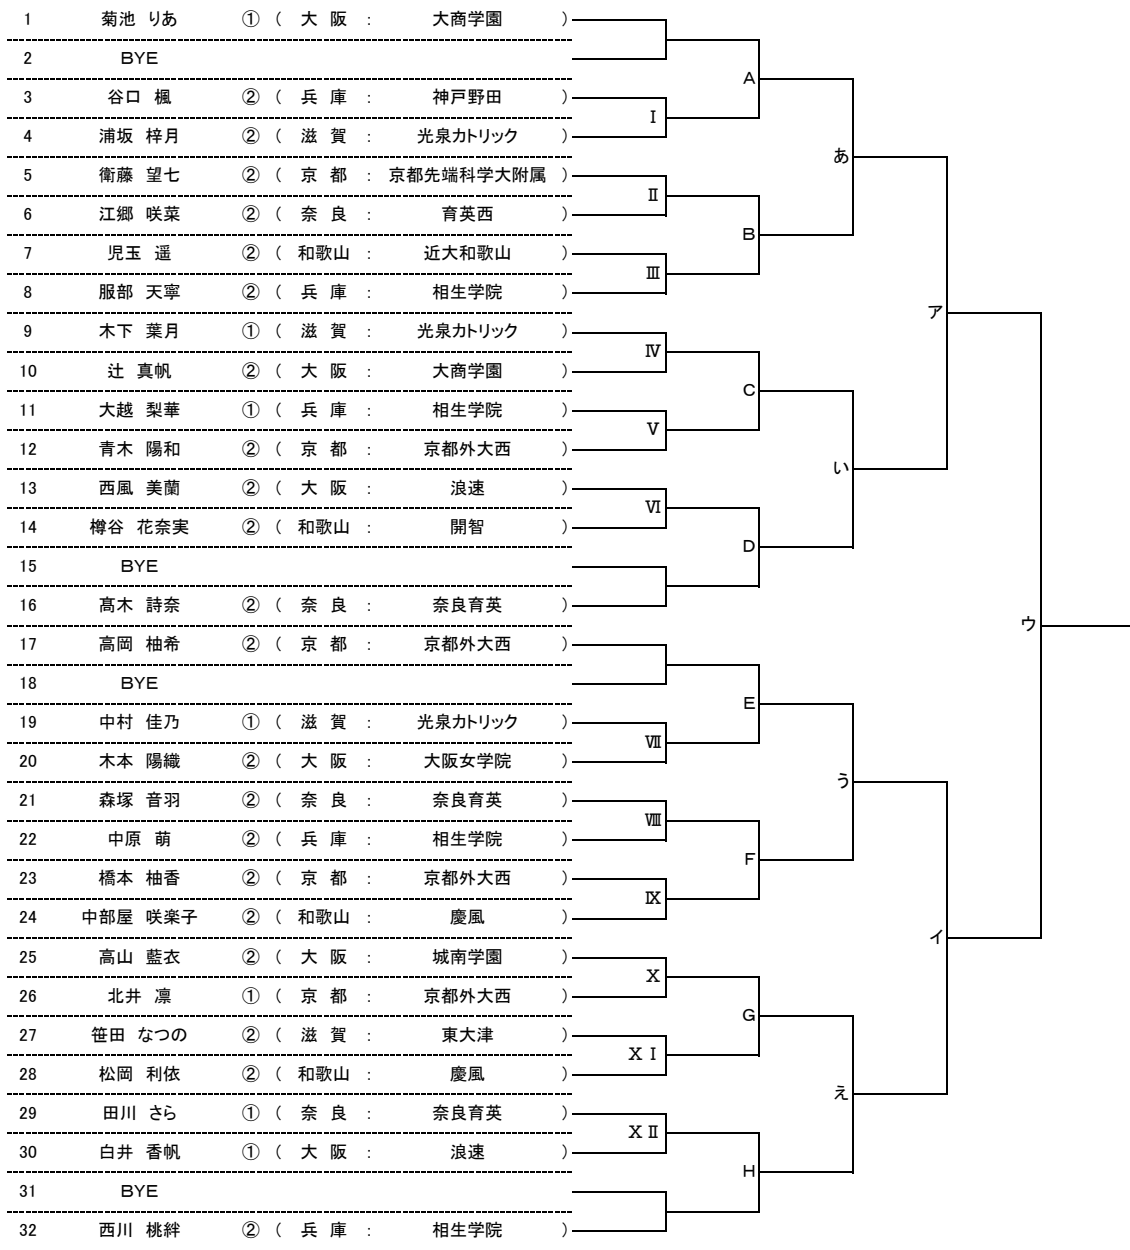 1 菊池 りあ ① ( 大 阪 : 大商学園 )
2 BYE
A
3 谷口 楓 ② ( 兵 庫 : 神戸野田 )
Ⅰ
4 浦坂 梓月 ② ( 滋 賀 : 光泉カトリック )
あ
5 衛藤 望七 ② ( 京 都 : 京都先端科学大附属 )
Ⅱ
6 江郷 咲菜 ② ( 奈 良 : 育英西 )
B
7 児玉 遥 ② ( 和歌山 : 近大和歌山 )
Ⅲ
8 服部 天寧 ② ( 兵 庫 : 相生学院 )
ア
9 木下 葉月 ① ( 滋 賀 : 光泉カトリック )
Ⅳ
10 辻 真帆 ② ( 大 阪 : 大商学園 )
C
11 大越 梨華 ① ( 兵 庫 : 相生学院 )
Ⅴ
12 青木 陽和 ② ( 京 都 : 京都外大西 )
い
13 西風 美蘭 ② ( 大 阪 : 浪速 )
Ⅵ
14 樽谷 花奈実 ② ( 和歌山 : 開智 )
D
15 BYE
16 髙木 詩奈 ② ( 奈 良 : 奈良育英 )
ウ
17 高岡 柚希 ② ( 京 都 : 京都外大西 )
18 BYE
E
19 中村 佳乃 ① ( 滋 賀 : 光泉カトリック )
Ⅶ
20 木本 陽織 ② ( 大 阪 : 大阪女学院 )
う
21 森塚 音羽 ② ( 奈 良 : 奈良育英 )
Ⅷ
22 中原 萌 ② ( 兵 庫 : 相生学院 )
F
23 橋本 柚香 ② ( 京 都 : 京都外大西 )
Ⅸ
24 中部屋 咲楽子 ② ( 和歌山 : 慶風 )
イ
25 高山 藍衣 ② ( 大 阪 : 城南学園 )
Ⅹ
26 北井 凛 ① ( 京 都 : 京都外大西 )
G
27 笹田 なつの ② ( 滋 賀 : 東大津 )
ⅩⅠ
28 松岡 利依 ② ( 和歌山 : 慶風 )
え
29 田川 さら ① ( 奈 良 : 奈良育英 )
ⅩⅡ
30 白井 香帆 ① ( 大 阪 : 浪速 )
H
31 BYE
32 西川 桃絆 ② ( 兵 庫 : 相生学院 )